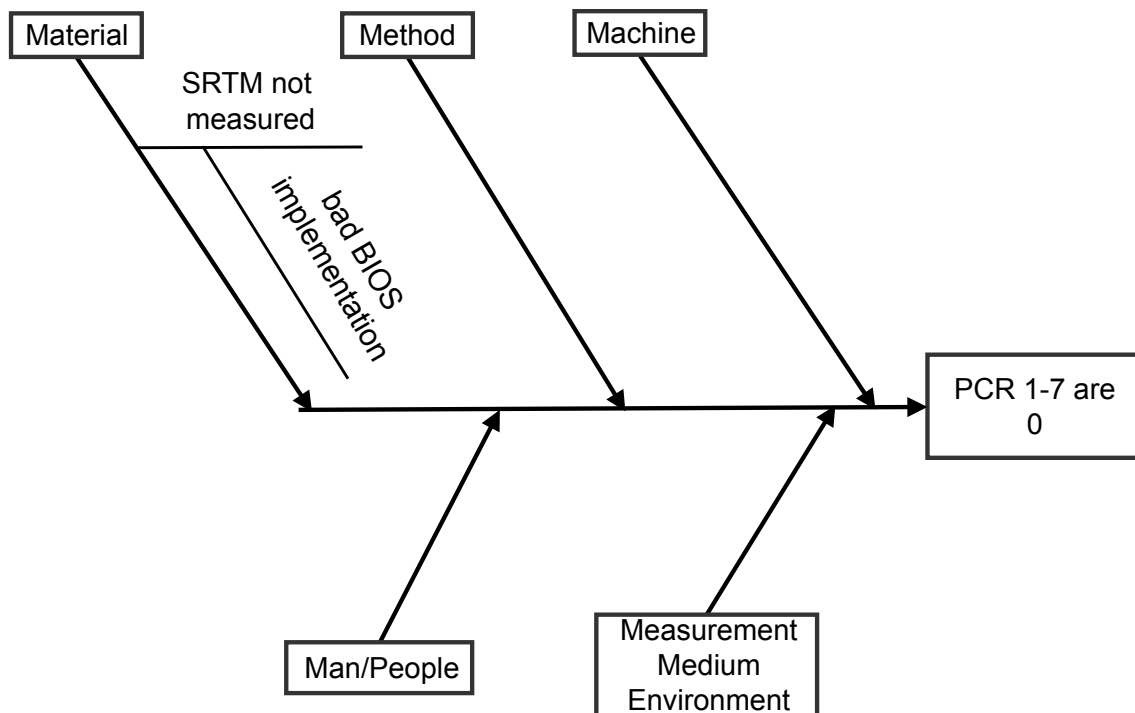 Material
Method
Machine
SRTM not
measured
bad BIOS
implementation
PCR 1-7 are
0
Man/People
Measurement
Medium
Environment